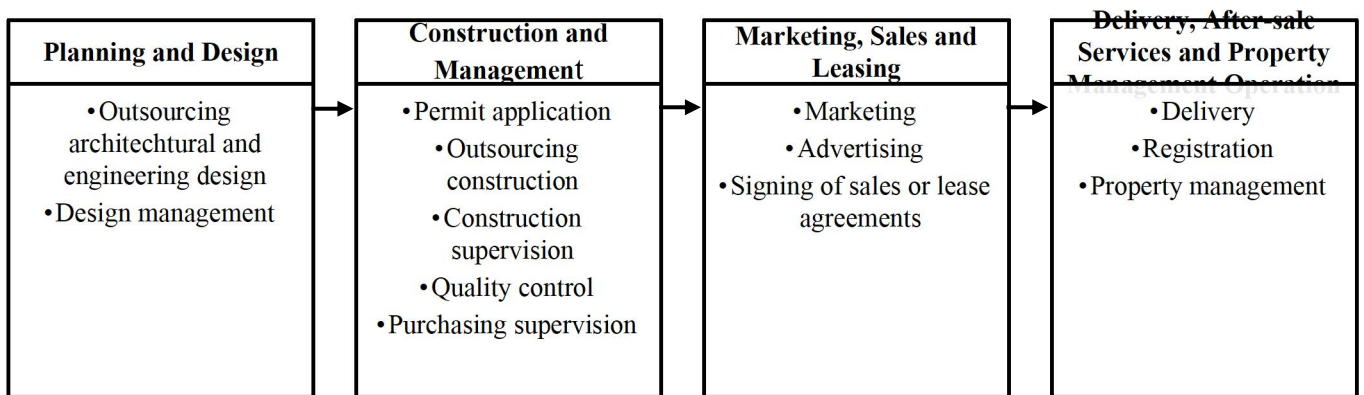 Planning and Design
•Outsourcing
architechtural and
engineering design
•Design management
Construction and
Management
•Permit application
•Outsourcing
construction
•Construction
supervision
•Quality control
•Purchasing supervision
Marketing, Sales and
Leasing
•Marketing
•Advertising
•Signing of sales or lease
agreements
Delivery, After-sale
Services and Property
Management Operation
•Delivery
•Registration
•Property management